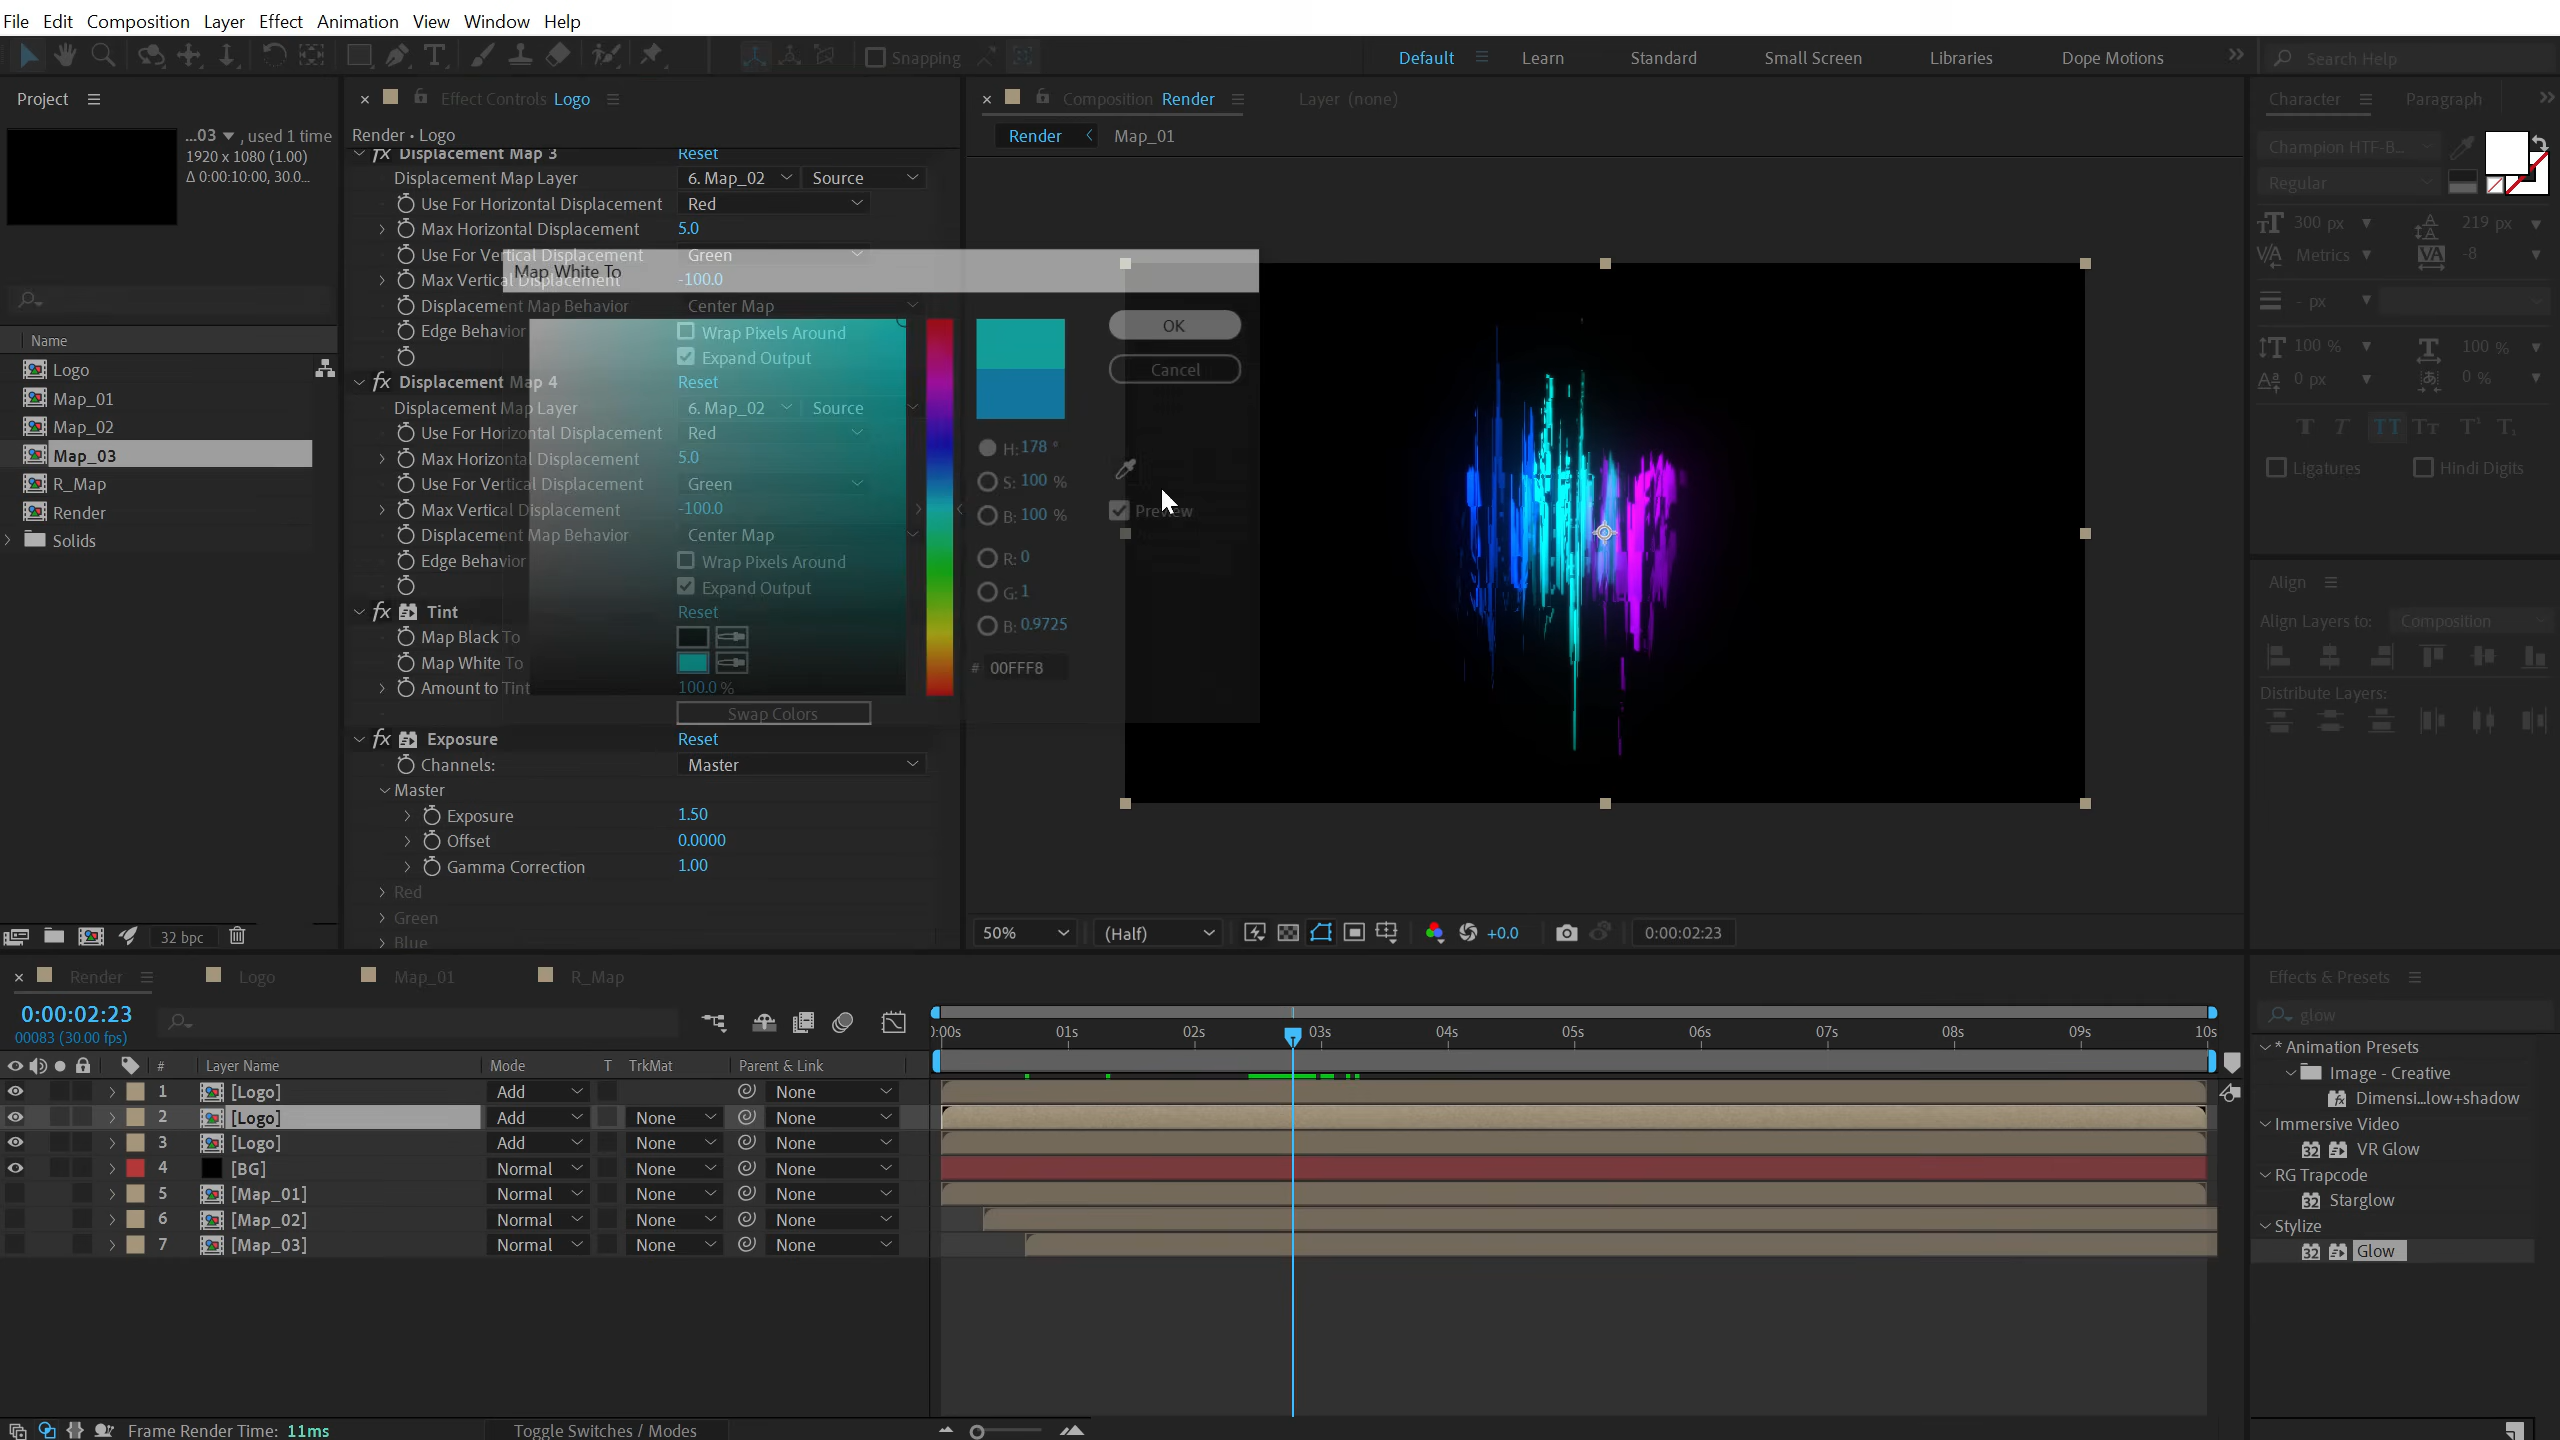 File Edit Composition Layer Effect Animation View Window Help
Snapping
Default Learn Standard Small Screen Libraries Dope Motions Search Help
Project
...03 , used 1 time
1920 x 1080 (1.00)
Δ 0:00:10:00, 30.0...
Name
Logo
Map_01
Map_02
Map_03
R_Map
Render
Solids
32 bpc
Effect Controls Logo
Render • Logo
fx Displacement Map 3 Reset
Displacement Map Layer 6. Map_02 Source
Use For Horizontal Displacement Red
Max Horizontal Displacement 5.0
Use For Vertical Displacement Green
Max Vertical Displacement -100.0
Displacement Map Behavior Center Map
Edge Behavior Wrap Pixels Around
Expand Output
fx Displacement Map 4 Reset
Displacement Map Layer 6. Map_02 Source
Use For Horizontal Displacement Red
Max Horizontal Displacement 5.0
Use For Vertical Displacement Green
Max Vertical Displacement -100.0
Displacement Map Behavior Center Map
Edge Behavior Wrap Pixels Around
Expand Output
fx Tint Reset
Map Black To
Map White To
Amount to Tint 100.0 %
Swap Colors
fx Exposure Reset
Channels: Master
Master
Exposure 1.50
Offset 0.0000
Gamma Correction 1.00
Red
Green
Blue
Map White To
OK
Cancel
H: 178 °
S: 100 %
B: 100 %
Preview
R: 0
G: 1
B: 0.9725
# 00FFF8
Composition Render Layer (none)
Render Map_01
50% (Half) +0.0 0:00:02:23
Character Paragraph
Champion HTF-B...
Regular
300 px 219 px
Metrics -8
- px
100 % 100 %
0 px 0 %
Ligatures Hindi Digits
Align
Align Layers to: Composition
Distribute Layers:
Render Logo Map_01 R_Map
0:00:02:23
00083 (30.00 fps)
# Layer Name Mode T TrkMat Parent & Link
1 [Logo] Add None
2 [Logo] Add None None
3 [Logo] Add None None
4 [BG] Normal None None
5 [Map_01] Normal None None
6 [Map_02] Normal None None
7 [Map_03] Normal None None
0:00s 01s 02s 03s 04s 05s 06s 07s 08s 09s 10s
Frame Render Time: 11ms Toggle Switches / Modes
Effects & Presets
glow
* Animation Presets
Image - Creative
Dimensi...low+shadow
Immersive Video
32 VR Glow
RG Trapcode
32 Starglow
Stylize
32 Glow